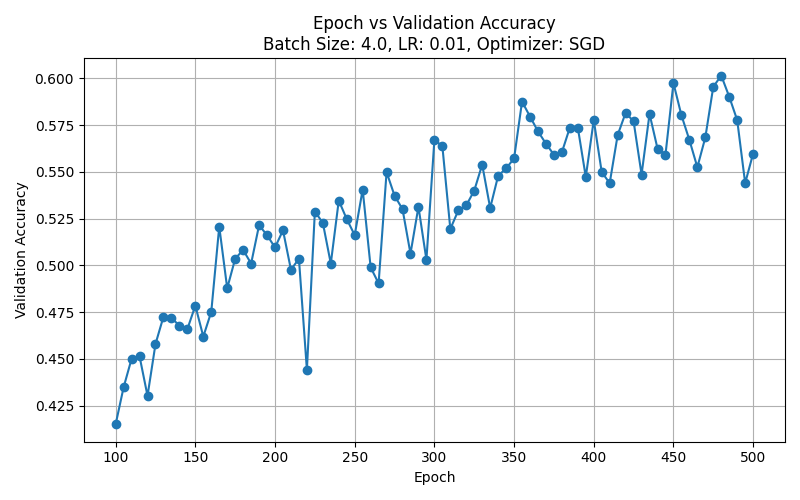 Epoch vs Validation Accuracy
Batch Size: 4.0, LR: 0.01, Optimizer: SGD
Validation Accuracy
0.600
0.575
0.550
0.525
0.500
0.475
0.450
0.425
100 150 200 250 300 350 400 450 500
Epoch